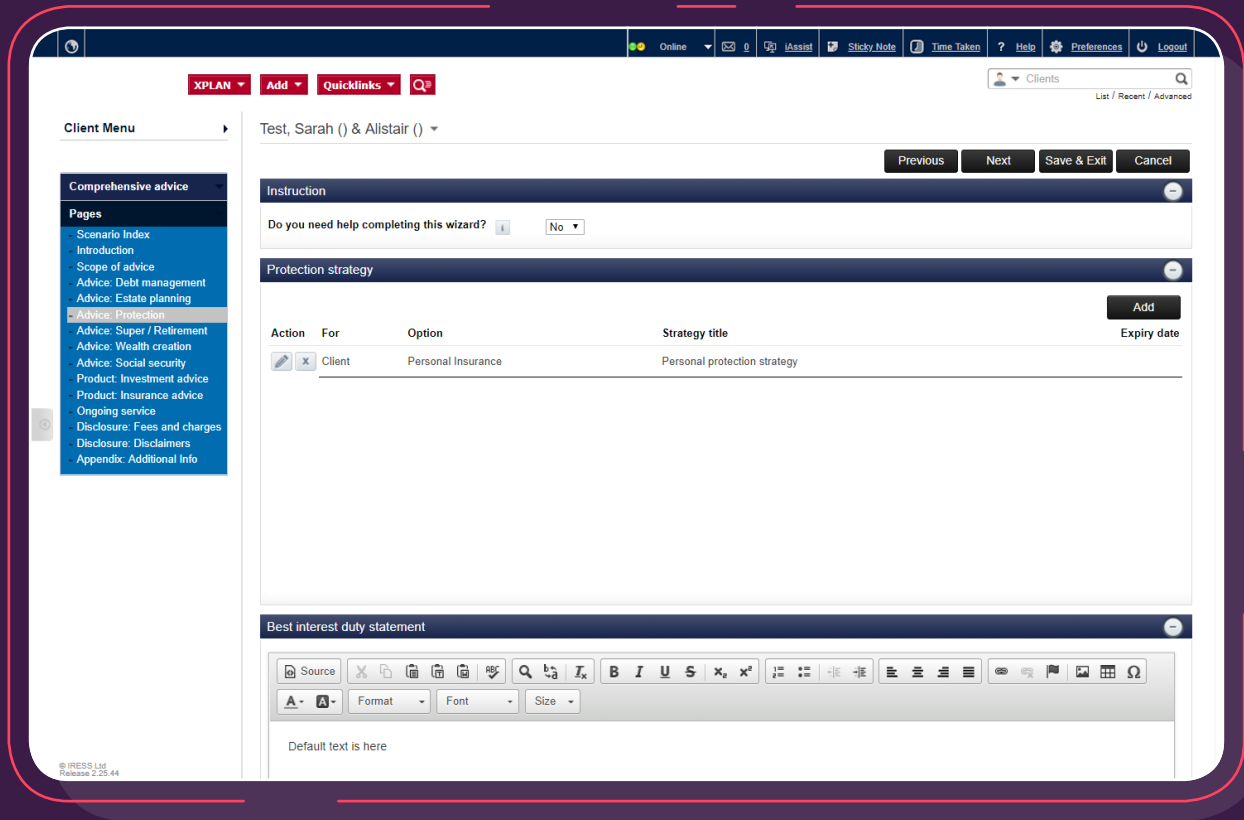 Online 0 iAssist Sticky Note Time Taken ? Help Preferences Logout
XPLAN Add Quicklinks
Clients
List / Recent / Advanced
Client Menu
Test, Sarah () & Alistair ()
Previous Next Save & Exit Cancel
Comprehensive advice
Pages
Scenario Index
Introduction
Scope of advice
Advice: Debt management
Advice: Estate planning
Advice: Protection
Advice: Super / Retirement
Advice: Wealth creation
Advice: Social security
Product: Investment advice
Product: Insurance advice
Ongoing service
Disclosure: Fees and charges
Disclosure: Disclaimers
Appendix: Additional Info
Instruction
Do you need help completing this wizard? i No
Protection strategy
Add
Action For Option Strategy title Expiry date
x Client Personal Insurance Personal protection strategy
Best interest duty statement
Source ABC B I U S x₂ x² Ω
A A Format Font Size
Default text is here
© IRESS Ltd
Release 2.25.44